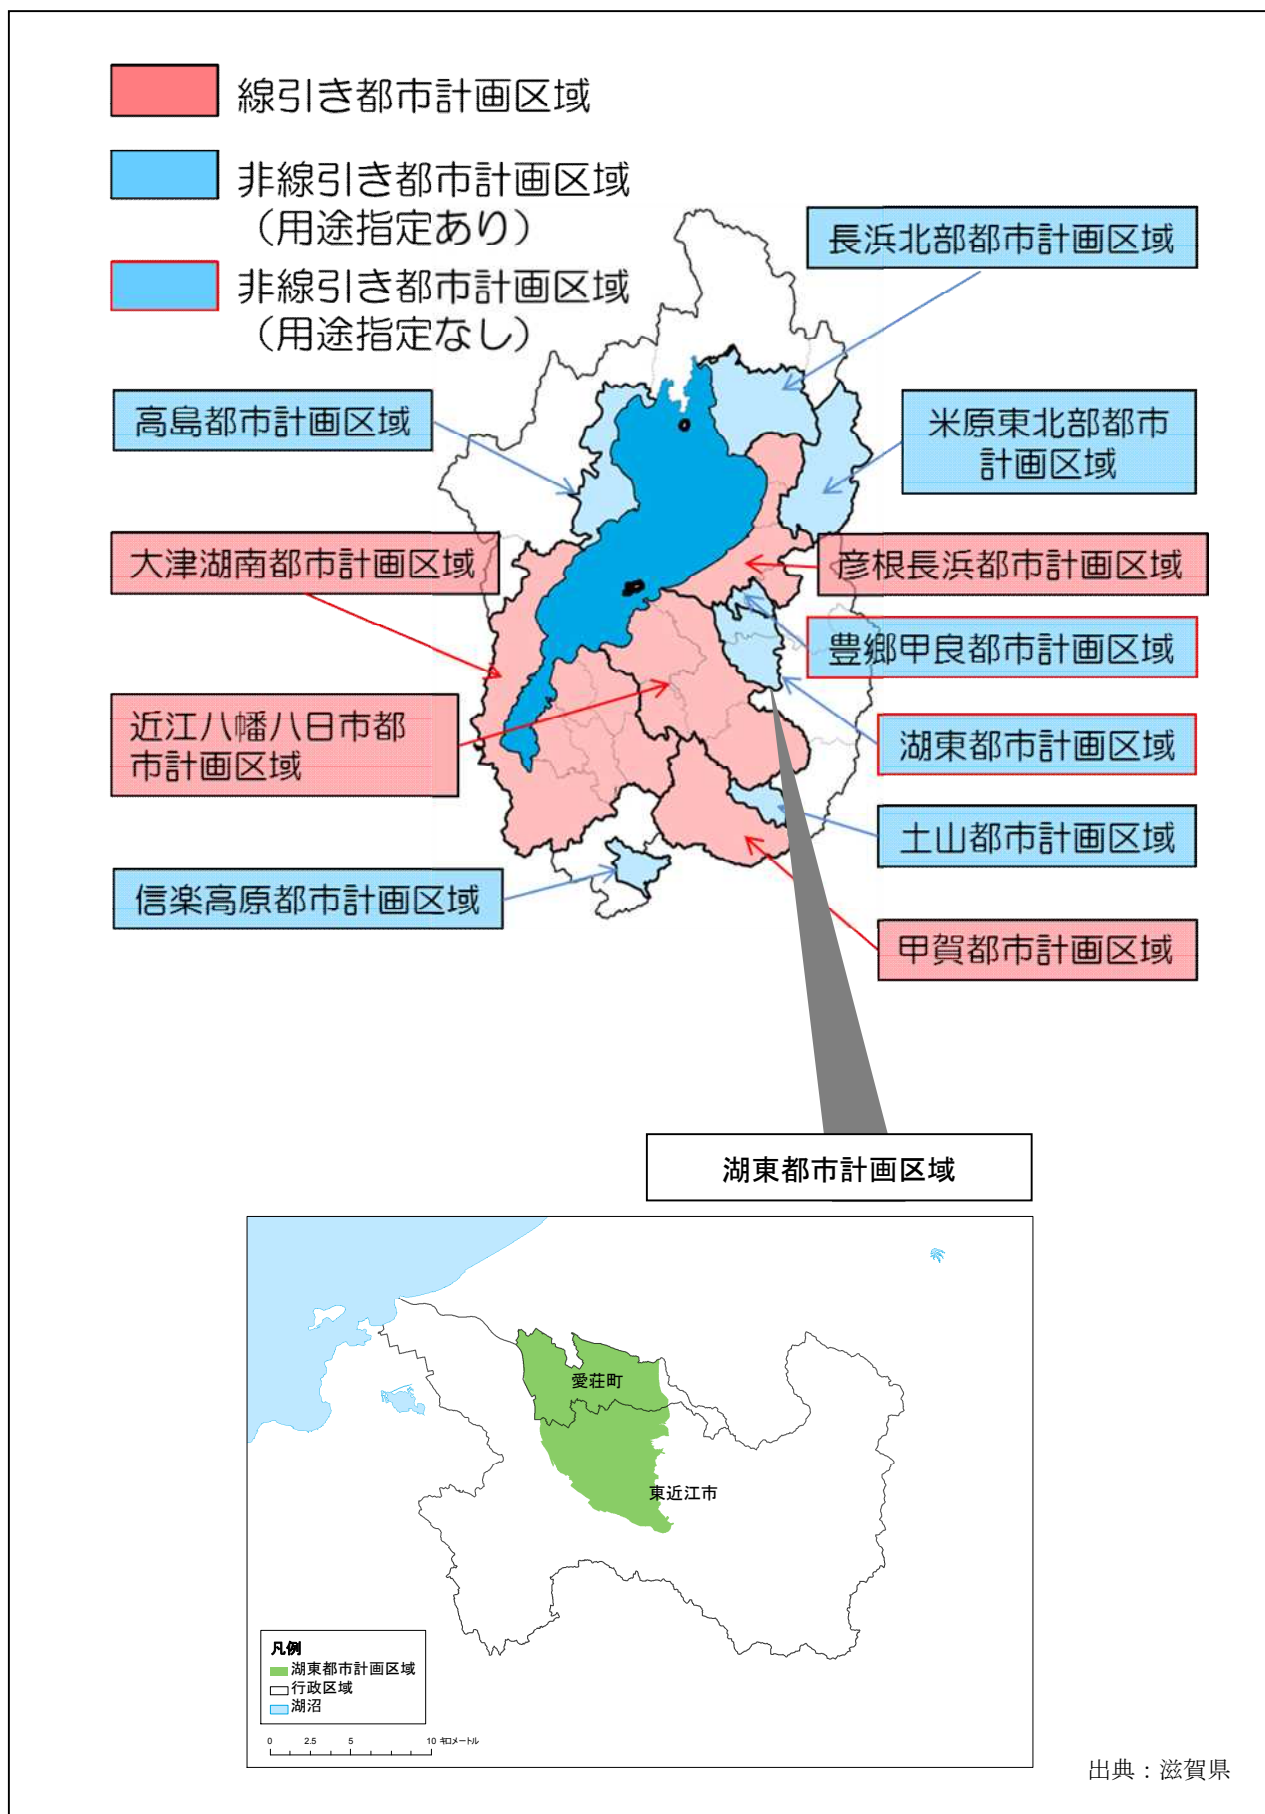 線引き都市計画区域
非線引き都市計画区域
（用途指定あり）
非線引き都市計画区域
（用途指定なし）
長浜北部都市計画区域
高島都市計画区域
米原東北部都市
計画区域
大津湖南都市計画区域
彦根長浜都市計画区域
豊郷甲良都市計画区域
近江八幡八日市都
市計画区域
湖東都市計画区域
土山都市計画区域
信楽高原都市計画区域
甲賀都市計画区域
湖東都市計画区域
愛荘町
東近江市
凡例
湖東都市計画区域
行政区域
湖沼
0 2.5 5 10 キロメートル
出典：滋賀県